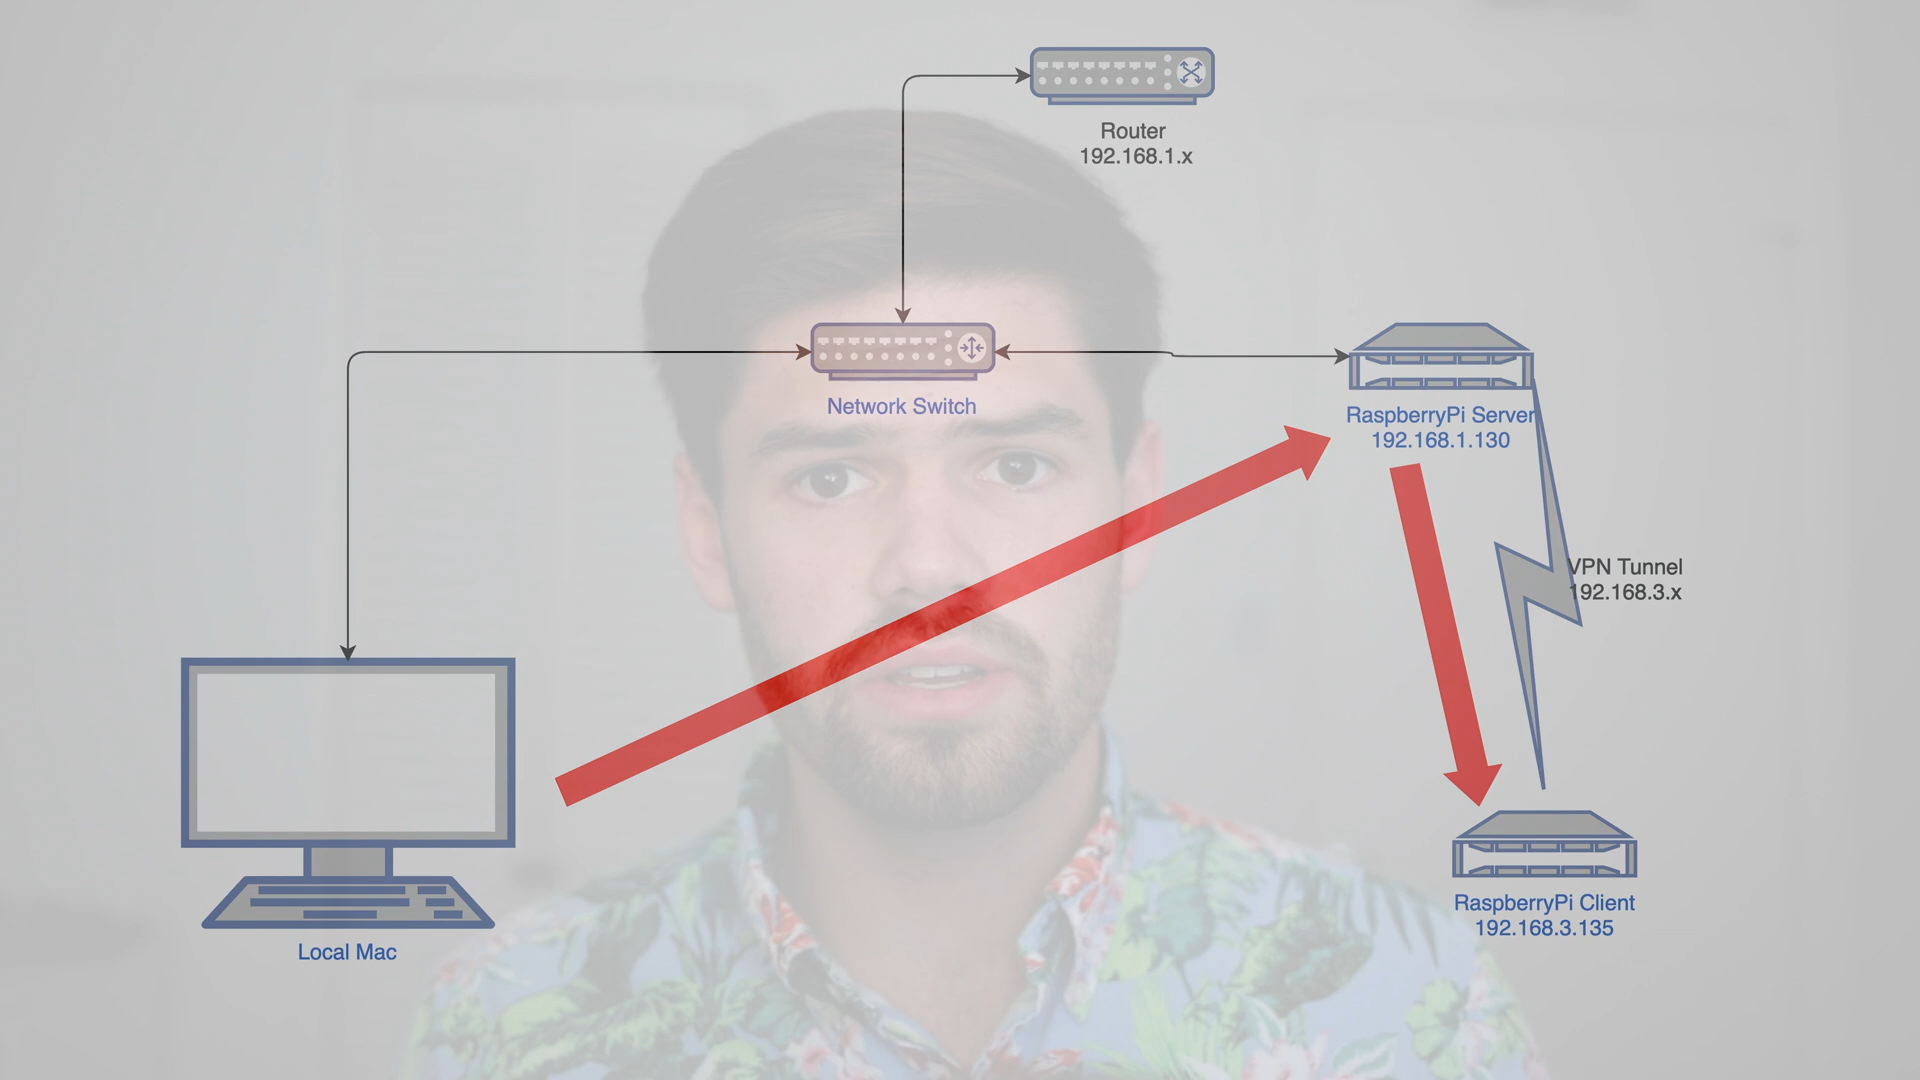 Router
192.168.1.x
Network Switch
RaspberryPi Server
192.168.1.130
VPN Tunnel
192.168.3.x
RaspberryPi Client
192.168.3.135
Local Mac